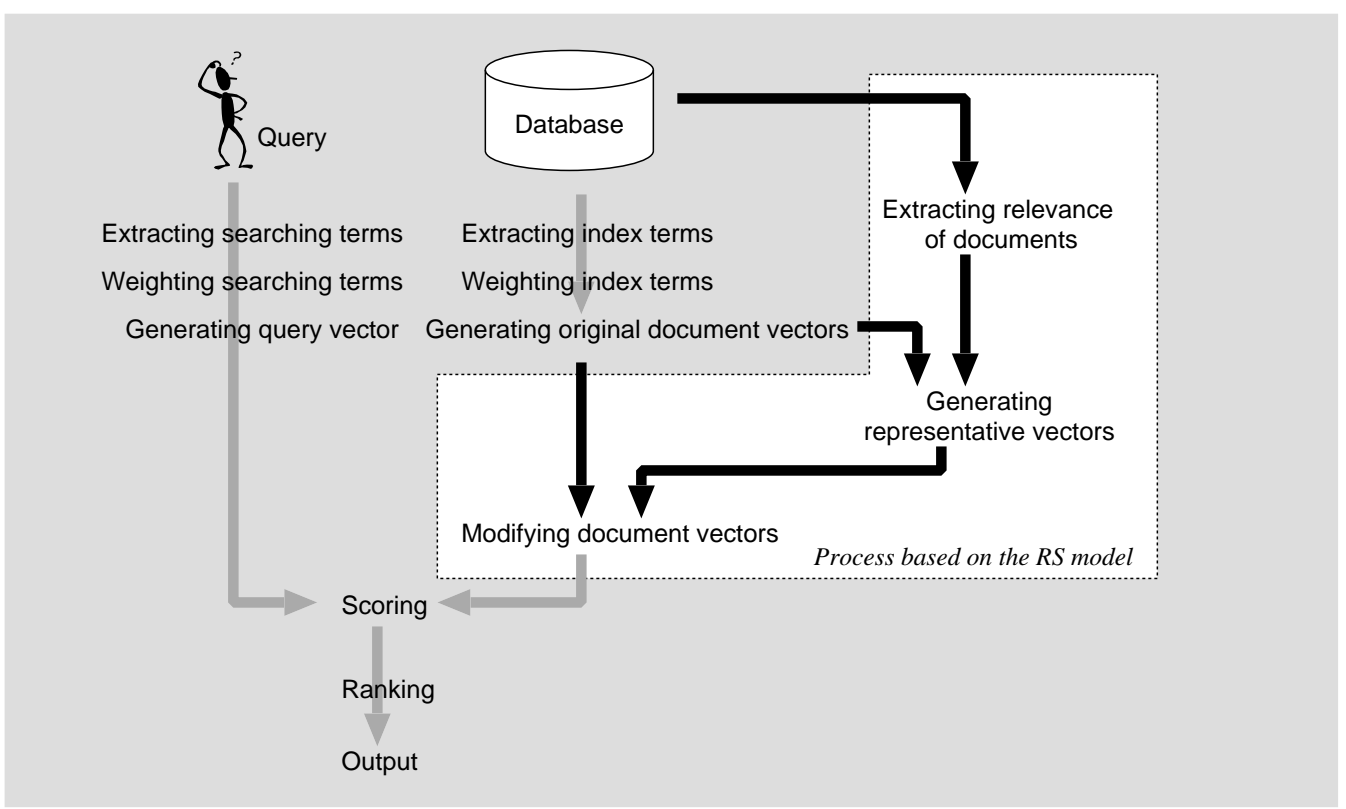 ?
Query
Database
Extracting searching terms
Weighting searching terms
Generating query vector
Extracting index terms
Weighting index terms
Generating original document vectors
Extracting relevance
of documents
Generating
representative vectors
Modifying document vectors
Process based on the RS model
Scoring
Ranking
Output